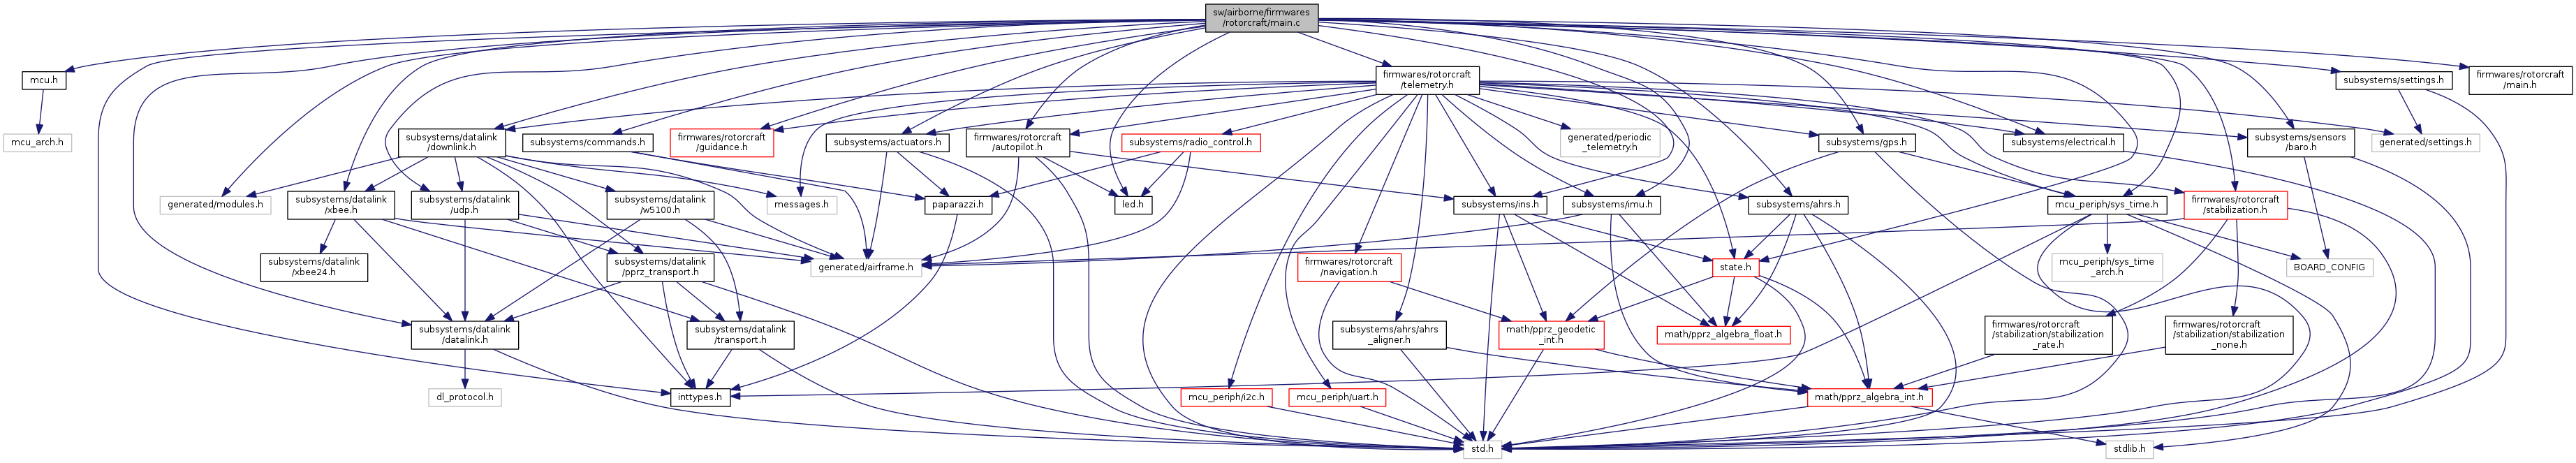 sw/airborne/firmwares
/rotorcraft/main.c
mcu.h
firmwares/rotorcraft
/telemetry.h
subsystems/settings.h
firmwares/rotorcraft
/main.h
mcu_arch.h
subsystems/datalink
/downlink.h
subsystems/commands.h
firmwares/rotorcraft
/guidance.h
subsystems/actuators.h
firmwares/rotorcraft
/autopilot.h
subsystems/radio_control.h
generated/periodic
_telemetry.h
subsystems/gps.h
subsystems/electrical.h
subsystems/sensors
/baro.h
generated/settings.h
generated/modules.h
subsystems/datalink
/xbee.h
subsystems/datalink
/udp.h
subsystems/datalink
/w5100.h
messages.h
paparazzi.h
led.h
subsystems/ins.h
subsystems/imu.h
subsystems/ahrs.h
mcu_periph/sys_time.h
firmwares/rotorcraft
/stabilization.h
subsystems/datalink
/xbee24.h
subsystems/datalink
/pprz_transport.h
generated/airframe.h
firmwares/rotorcraft
/navigation.h
state.h
mcu_periph/sys_time
_arch.h
BOARD_CONFIG
subsystems/datalink
/datalink.h
subsystems/datalink
/transport.h
subsystems/ahrs/ahrs
_aligner.h
math/pprz_geodetic
_int.h
math/pprz_algebra_float.h
firmwares/rotorcraft
/stabilization/stabilization
_rate.h
firmwares/rotorcraft
/stabilization/stabilization
_none.h
dl_protocol.h
inttypes.h
mcu_periph/i2c.h
mcu_periph/uart.h
math/pprz_algebra_int.h
std.h
stdlib.h